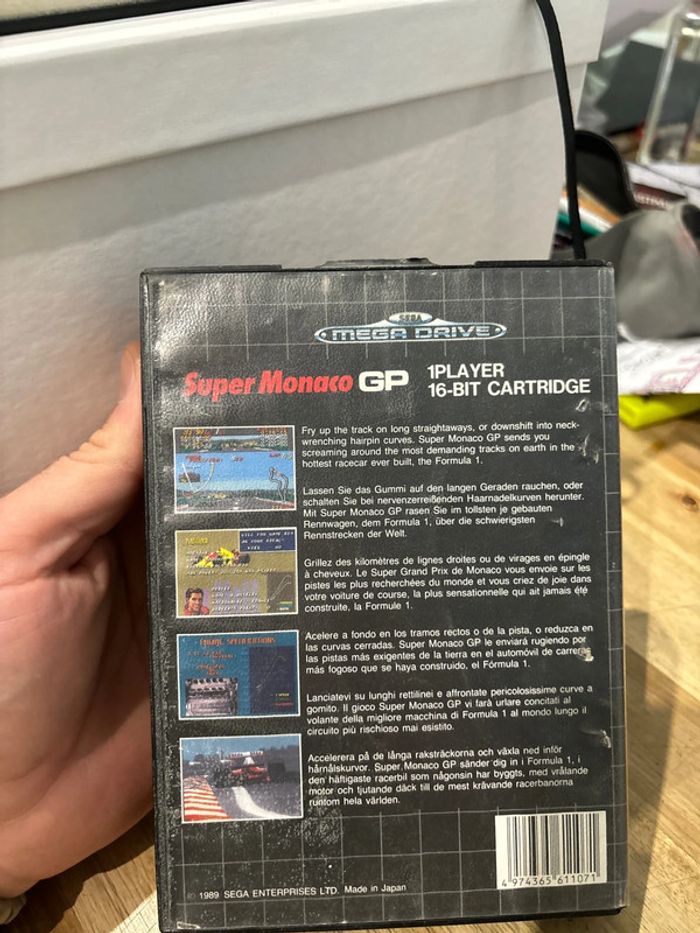 SEGA
MEGA DRIVE
Super Monaco GP
1PLAYER
16-BIT CARTRIDGE
Fry up the track on long straightaways, or downshift into neck-
wrenching hairpin curves. Super Monaco GP sends you
screaming around the most demanding tracks on earth in the
hottest racecar ever built, the Formula 1.
Lassen Sie das Gummi auf den langen Geraden rauchen, oder
schalten Sie bei nervenzerreißenden Haarnadelkurven herunter.
Mit Super Monaco GP rasen Sie im tollsten je gebauten
Rennwagen, dem Formula 1, über die schwierigsten
Rennstrecken der Welt.
Grillez des kilomètres de lignes droites ou de virages en épingle
à cheveux. Le Super Grand Prix de Monaco vous envoie sur les
pistes les plus recherchées du monde et vous criez de joie dans
votre voiture de course, la plus sensationnelle qui ait jamais été
construite, la Formule 1.
Acelere a fondo en los tramos rectos o de la pista, o reduzca en
las curvas cerradas. Super Monaco GP le enviará rugiendo por
las pistas más exigentes de la tierra en el automóvil de carreras
más fogoso que se haya construido, el Fórmula 1.
Lanciatevi su lunghi rettilinei e affrontate pericolosissime curve a
gomito. Il gioco Super Monaco GP vi farà urlare concitati al
volante della migliore macchina di Formula 1 al mondo lungo il
circuito più rischioso mai esistito.
Accelerera på de långa raksträckorna och växla ned inför
hårnålskurvor. Super Monaco GP sänder dig in i Formula 1, i
den häftigaste racerbil som någonsin har byggts, med vrålande
motor och tjutande däck till de mest krävande racerbanorna
runtom hela världen.
4 974365 611071
© 1989 SEGA ENTERPRISES LTD. Made in Japan